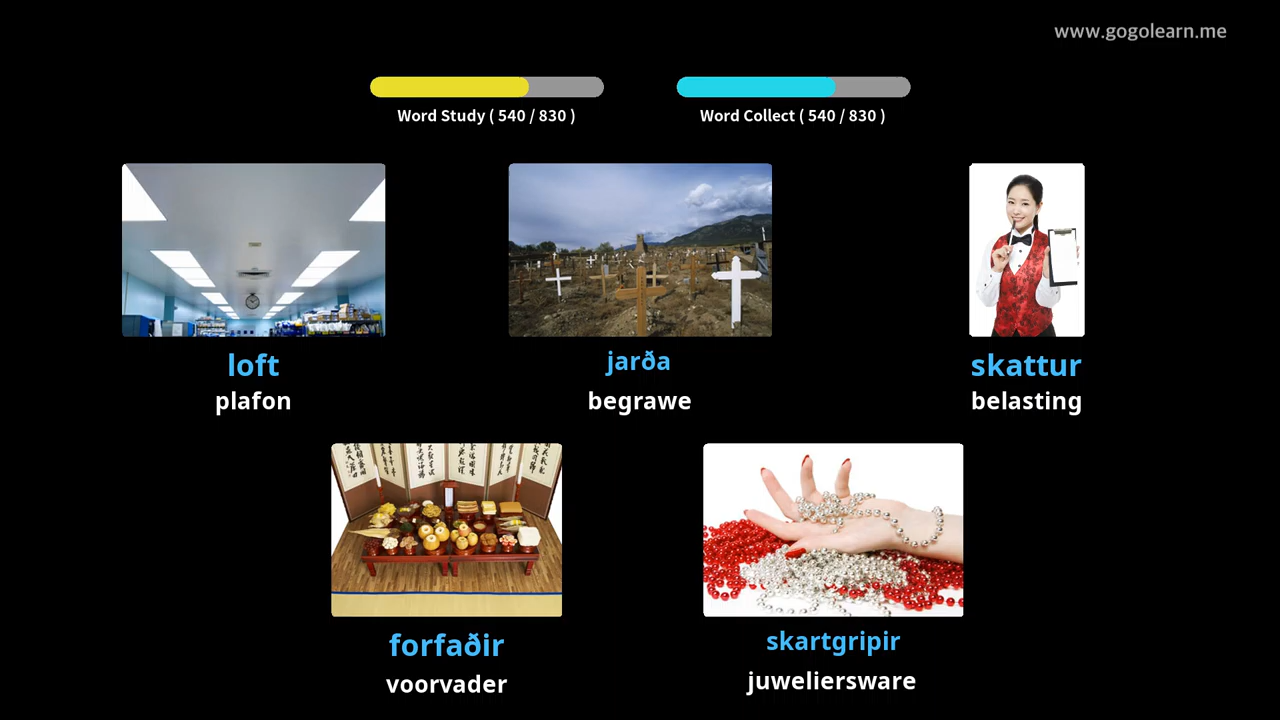 www.gogolearn.me
Word Study ( 540 / 830 )
Word Collect ( 540 / 830 )
loft
plafon
jarða
begrawe
skattur
belasting
forfaðir
voorvader
skartgripir
juweliersware